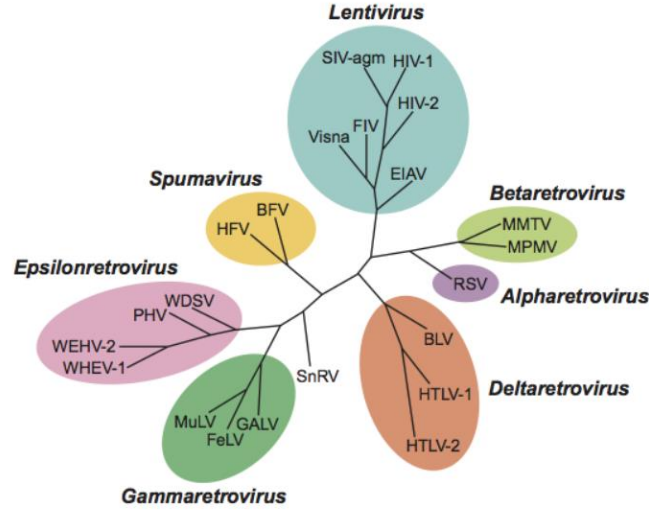 Lentivirus
SIV-agm HIV-1
HIV-2
FIV
Visna
EIAV
Spumavirus
BFV
HFV
Betaretrovirus
MMTV
MPMV
RSV
Alpharetrovirus
Epsilonretrovirus
WDSV
PHV
WEHV-2
WHEV-1
SnRV
BLV
HTLV-1
HTLV-2
Deltaretrovirus
MuLV
GALV
FeLV
Gammaretrovirus